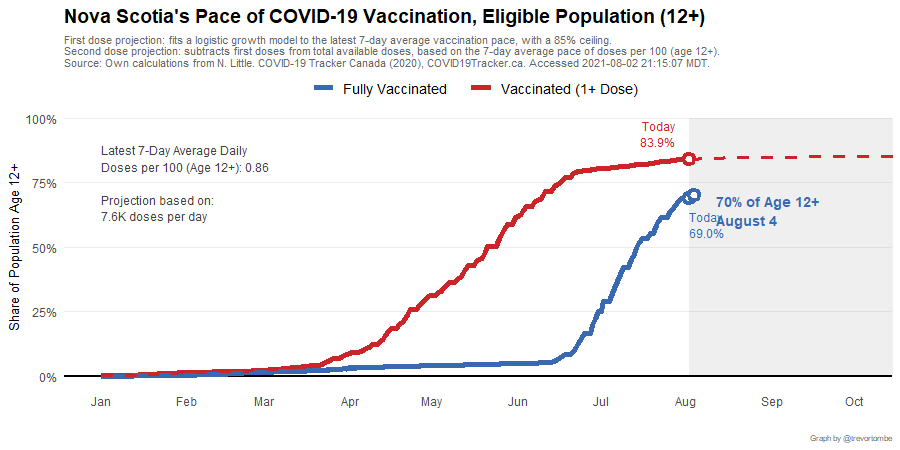 Nova Scotia's Pace of COVID-19 Vaccination, Eligible Population (12+)
First dose projection: fits a logistic growth model to the latest 7-day average vaccination pace, with a 85% ceiling.
Second dose projection: subtracts first doses from total available doses, based on the 7-day average pace of doses per 100 (age 12+).
Source: Own calculations from N. Little. COVID-19 Tracker Canada (2020), COVID19Tracker.ca. Accessed 2021-08-02 21:15:07 MDT.
Fully Vaccinated
Vaccinated (1+ Dose)
Share of Population Age 12+
100%
75%
50%
25%
0%
Latest 7-Day Average Daily
Doses per 100 (Age 12+): 0.86
Projection based on:
7.6K doses per day
Today
83.9%
70% of Age 12+
August 4
Today
69.0%
Jan
Feb
Mar
Apr
May
Jun
Jul
Aug
Sep
Oct
Graph by @trevortombe